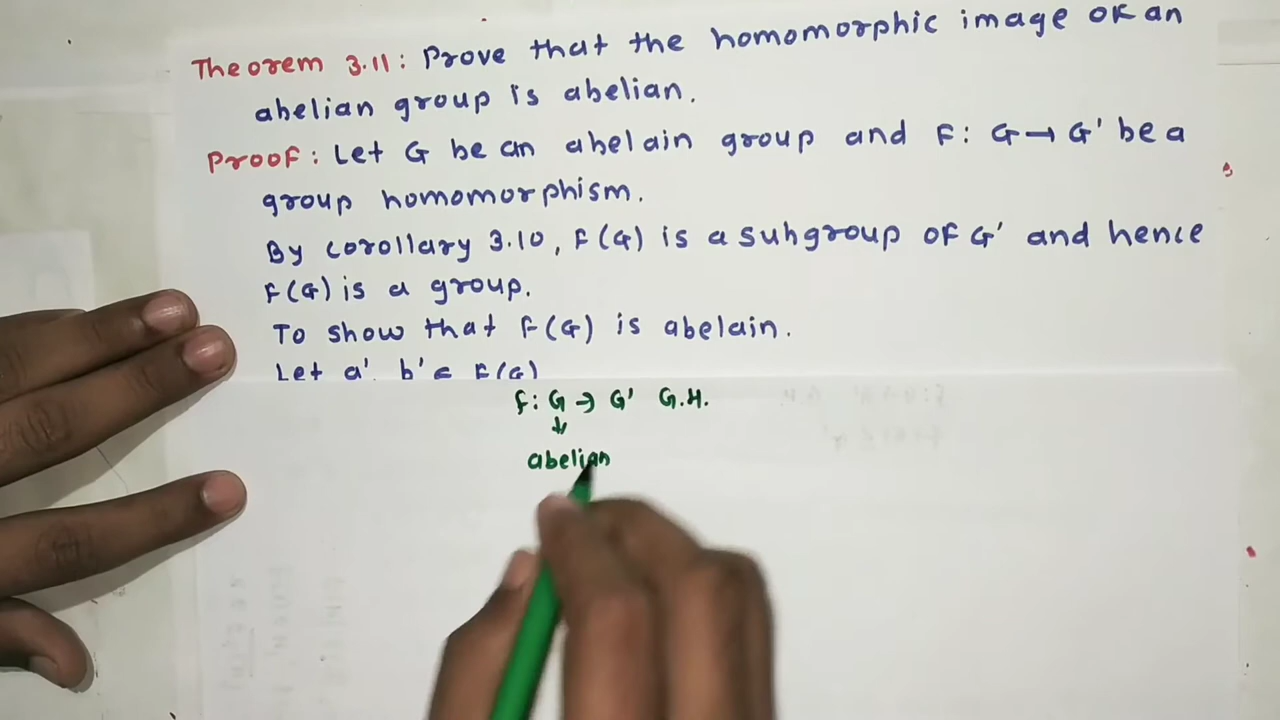 Theorem 3.11: Prove that the homomorphic image of an
abelian group is abelian.
Proof: Let G be an abelain group and f: G → G' be a
group homomorphism.
By corollary 3.10, f(G) is a subgroup of G' and hence
f(G) is a group.
To show that f(G) is abelain.
Let a', b' ∈ f(G)
f: G → G' G.H.
↓
abelian